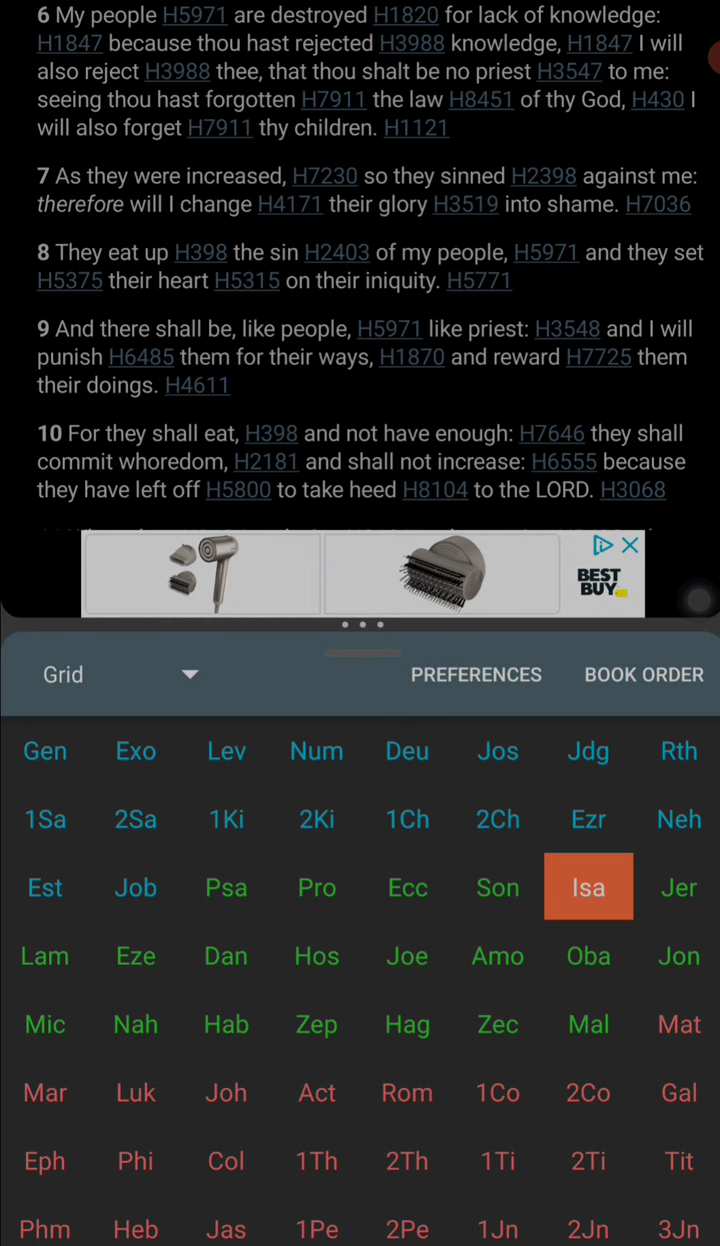 6 My people H5971 are destroyed H1820 for lack of knowledge:
H1847 because thou hast rejected H3988 knowledge, H1847 I will
also reject H3988 thee, that thou shalt be no priest H3547 to me:
seeing thou hast forgotten H7911 the law H8451 of thy God, H430 I
will also forget H7911 thy children. H1121
7 As they were increased, H7230 so they sinned H2398 against me:
therefore will I change H4171 their glory H3519 into shame. H7036
8 They eat up H398 the sin H2403 of my people, H5971 and they set
H5375 their heart H5315 on their iniquity. H5771
9 And there shall be, like people, H5971 like priest: H3548 and I will
punish H6485 them for their ways, H1870 and reward H7725 them
their doings. H4611
10 For they shall eat, H398 and not have enough: H7646 they shall
commit whoredom, H2181 and shall not increase: H6555 because
they have left off H5800 to take heed H8104 to the LORD. H3068
BEST
BUY
Grid PREFERENCES BOOK ORDER
Gen Exo Lev Num Deu Jos Jdg Rth
1Sa 2Sa 1Ki 2Ki 1Ch 2Ch Ezr Neh
Est Job Psa Pro Ecc Son Isa Jer
Lam Eze Dan Hos Joe Amo Oba Jon
Mic Nah Hab Zep Hag Zec Mal Mat
Mar Luk Joh Act Rom 1Co 2Co Gal
Eph Phi Col 1Th 2Th 1Ti 2Ti Tit
Phm Heb Jas 1Pe 2Pe 1Jn 2Jn 3Jn